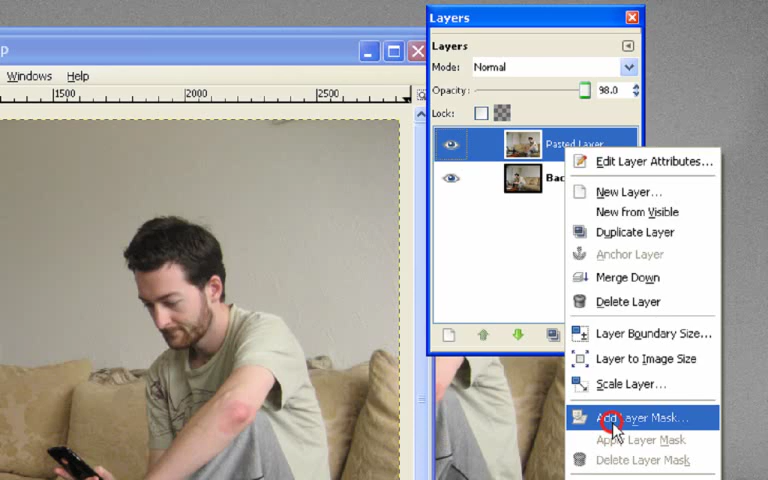 p
Windows Help
1500 2000 2500
Layers
Layers
Mode: Normal
Opacity: 98.0
Lock:
Pasted Layer
Bac
Edit Layer Attributes...
New Layer...
New from Visible
Duplicate Layer
Anchor Layer
Merge Down
Delete Layer
Layer Boundary Size...
Layer to Image Size
Scale Layer...
Add Layer Mask...
Apply Layer Mask
Delete Layer Mask